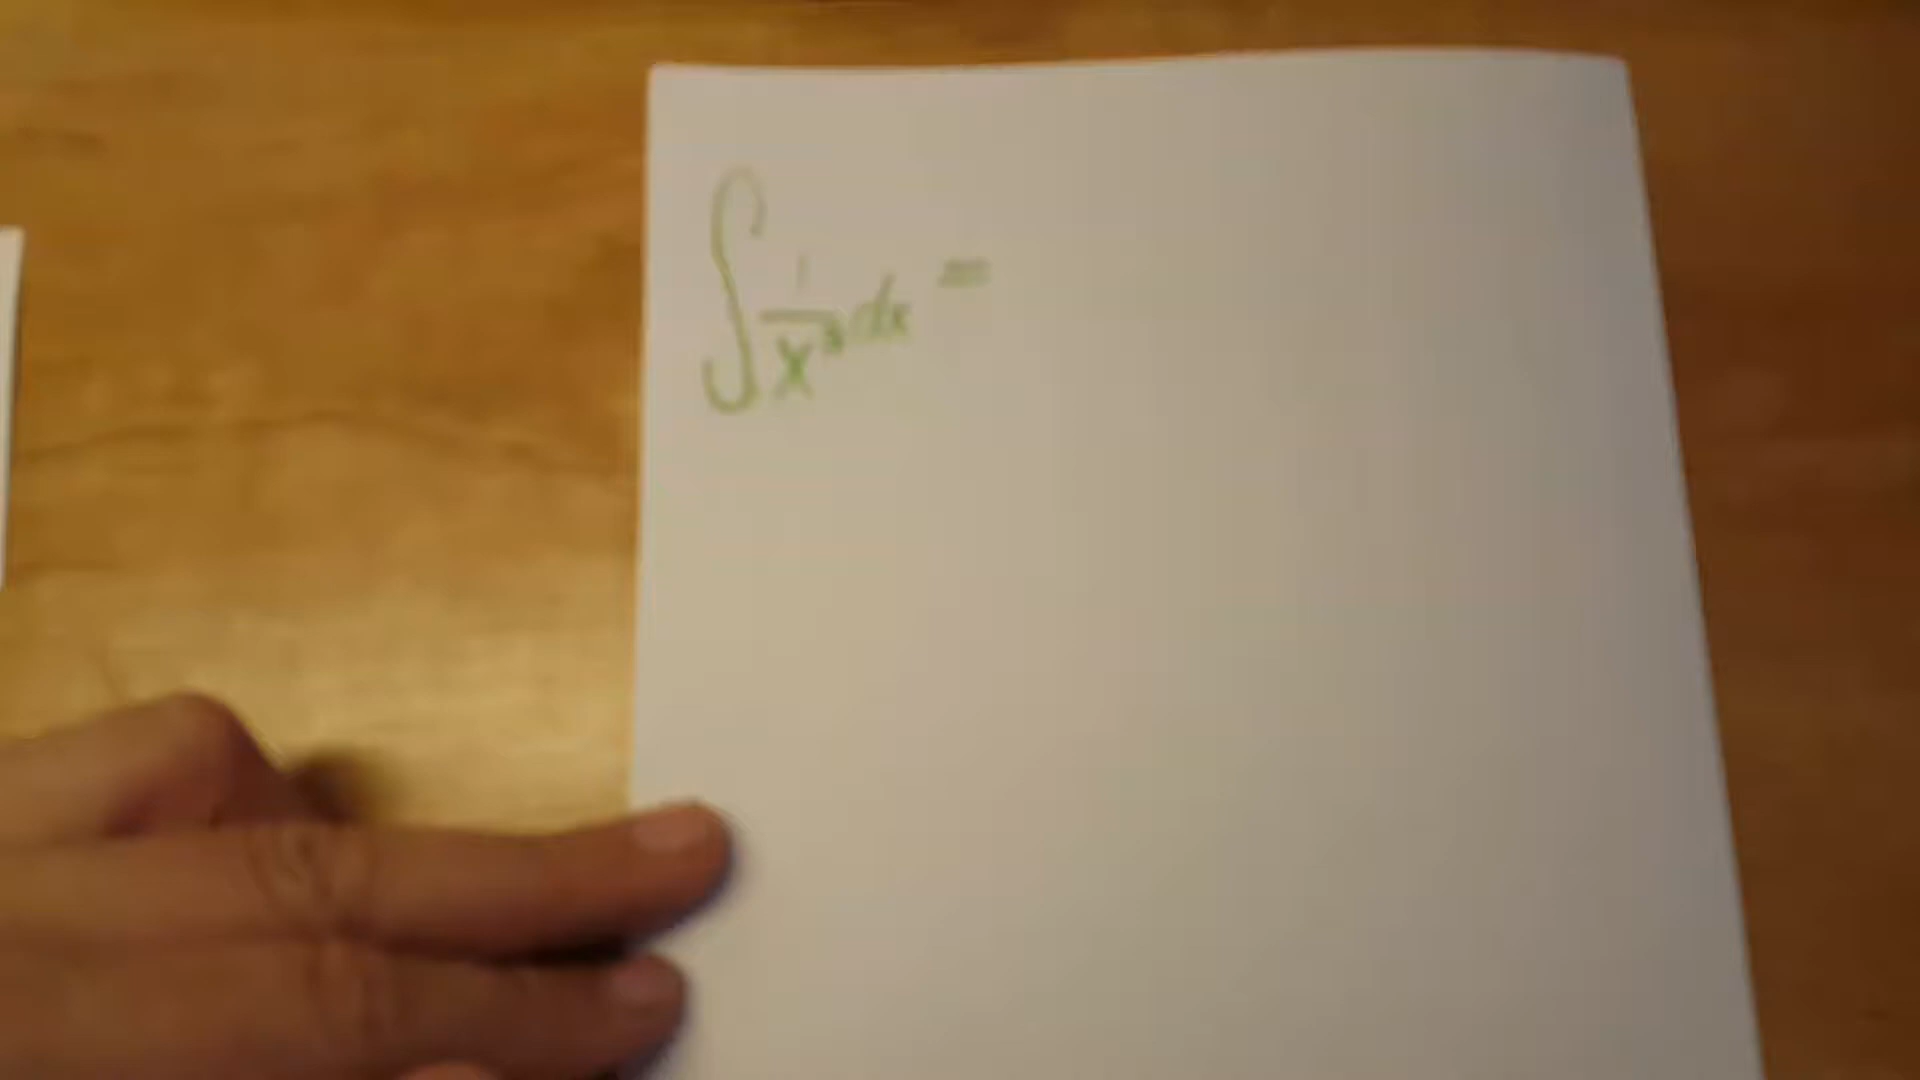 ∫ 1/x³ dx =